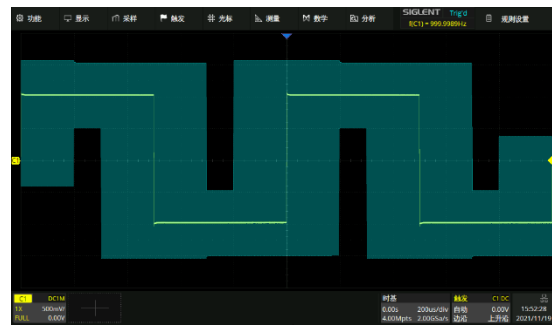 功能 显示 采样 触发 光标 测量 数学 分析 SIGLENT Trig'd 规则设置
f(C1) = 999.9989Hz
C1
C1 DC1M 时基 触发 C1 DC
1X 500mV/ 0.00s 200us/div 自动 0.00V 15:52:28
FULL 0.00V 4.00Mpts 2.00GSa/s 边沿 上升沿 2021/11/19